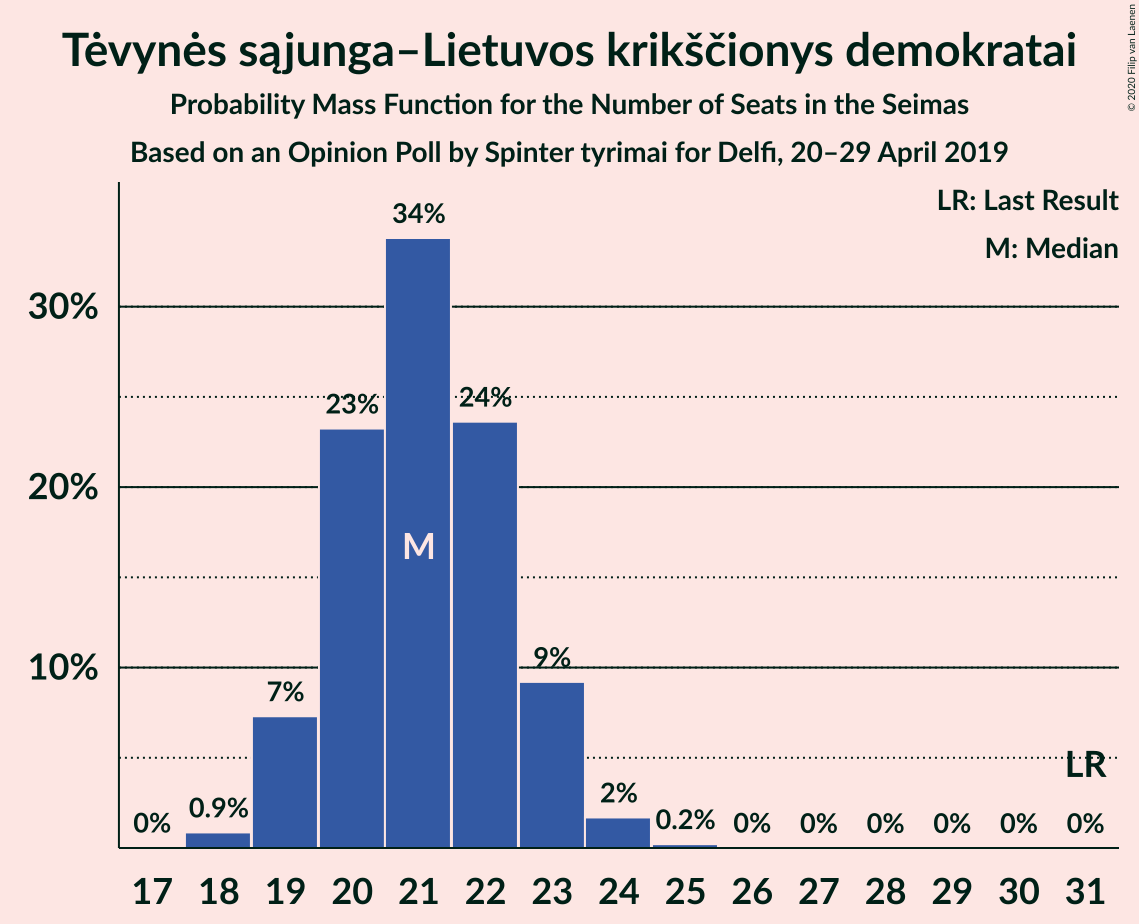 Tėvynės sąjunga–Lietuvos krikščionys demokratai
Probability Mass Function for the Number of Seats in the Seimas
Based on an Opinion Poll by Spinter tyrimai for Delfi, 20–29 April 2019
© 2020 Filip van Laenen
LR: Last Result
M: Median
34%
30%
23%
24%
20%
M
10%
9%
7%
LR
0%
0.9%
2%
0.2%
0%
0%
0%
0%
0%
0%
17 18 19 20 21 22 23 24 25 26 27 28 29 30 31